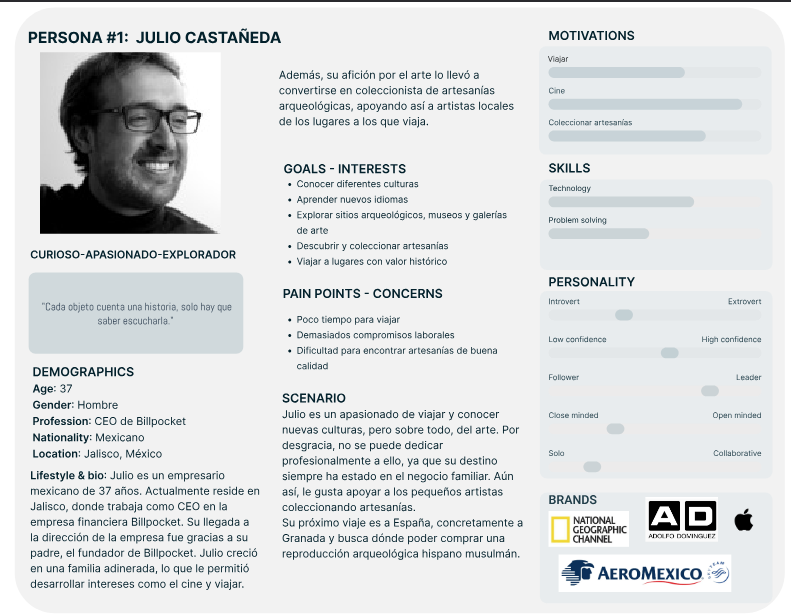 PERSONA #1: JULIO CASTAÑEDA
CURIOSO-APASIONADO-EXPLORADOR
"Cada objeto cuenta una historia, solo hay que
saber escucharla."
DEMOGRAPHICS
Age: 37
Gender: Hombre
Profession: CEO de Billpocket
Nationality: Mexicano
Location: Jalisco, México
Lifestyle & bio: Julio es un empresario
mexicano de 37 años. Actualmente reside en
Jalisco, donde trabaja como CEO en la
empresa financiera Billpocket. Su llegada a
la dirección de la empresa fue gracias a su
padre, el fundador de Billpocket. Julio creció
en una familia adinerada, lo que le permitió
desarrollar intereses como el cine y viajar.
Además, su afición por el arte lo llevó a
convertirse en coleccionista de artesanías
arqueológicas, apoyando así a artistas locales
de los lugares a los que viaja.
GOALS - INTERESTS
• Conocer diferentes culturas
• Aprender nuevos idiomas
• Explorar sitios arqueológicos, museos y galerías
de arte
• Descubrir y coleccionar artesanías
• Viajar a lugares con valor histórico
PAIN POINTS - CONCERNS
• Poco tiempo para viajar
• Demasiados compromisos laborales
• Dificultad para encontrar artesanías de buena
calidad
SCENARIO
Julio es un apasionado de viajar y conocer
nuevas culturas, pero sobre todo, del arte. Por
desgracia, no se puede dedicar
profesionalmente a ello, ya que su destino
siempre ha estado en el negocio familiar. Aún
así, le gusta apoyar a los pequeños artistas
coleccionando artesanías.
Su próximo viaje es a España, concretamente a
Granada y busca dónde poder comprar una
reproducción arqueológica hispano musulmán.
MOTIVATIONS
Viajar
Cine
Coleccionar artesanías
SKILLS
Technology
Problem solving
PERSONALITY
Introvert Extrovert
Low confidence High confidence
Follower Leader
Close minded Open minded
Solo Collaborative
BRANDS
NATIONAL
GEOGRAPHIC
CHANNEL
AD
ADOLFO DOMINGUEZ
AEROMEXICO